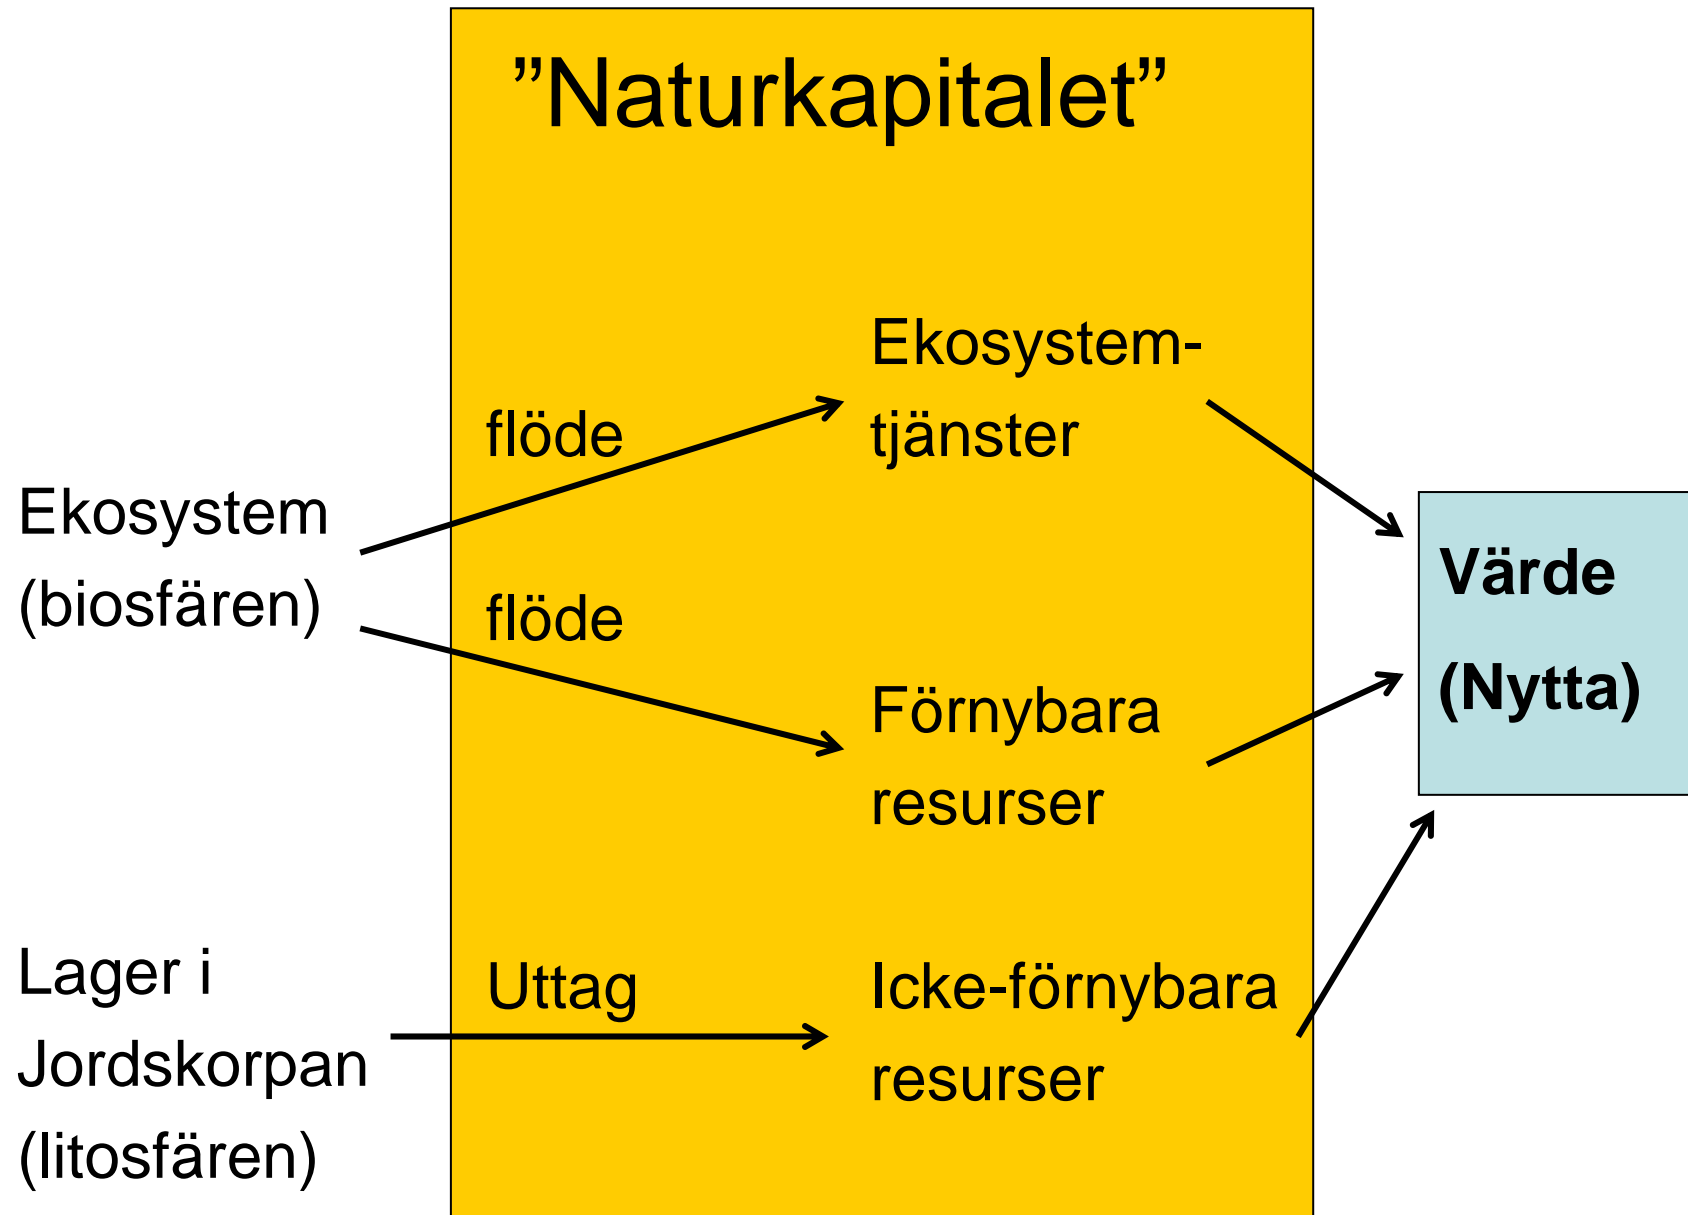 ”Naturkapitalet”
Ekosystem-
flöde
tjänster
Ekosystem
(biosfären)
flöde
Värde
(Nytta)
Förnybara
resurser
Lager i
Jordskorpan
(litosfären)
Uttag
Icke-förnybara
resurser